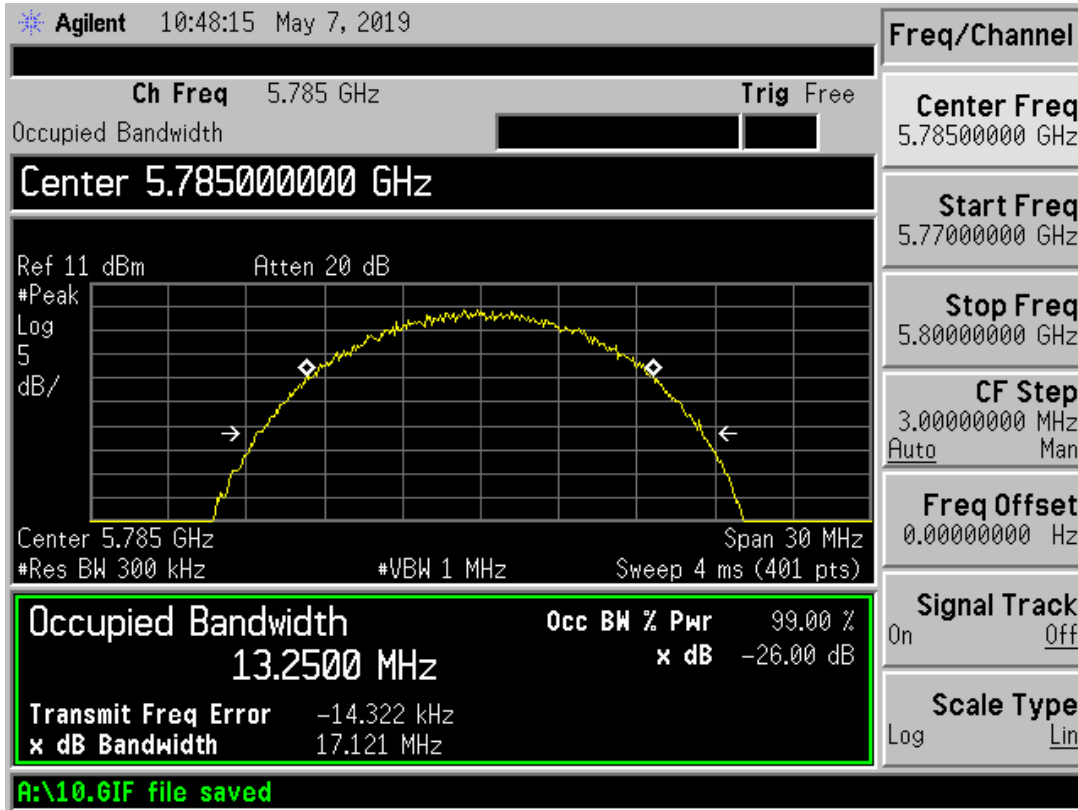 Agilent 10:48:15 May 7, 2019
Freq/Channel
Ch Freq 5.785 GHz Trig Free
Occupied Bandwidth
Center 5.785000000 GHz
Ref 11 dBm Atten 20 dB
#Peak
Log
5
dB/
Center 5.785 GHz Span 30 MHz
#Res BW 300 kHz #VBW 1 MHz Sweep 4 ms (401 pts)
Occupied Bandwidth Occ BW % Pwr 99.00 %
13.2500 MHz x dB -26.00 dB
Transmit Freq Error -14.322 kHz
x dB Bandwidth 17.121 MHz
A:\10.GIF file saved
Center Freq
5.78500000 GHz
Start Freq
5.77000000 GHz
Stop Freq
5.80000000 GHz
CF Step
3.00000000 MHz
Auto Man
Freq Offset
0.00000000 Hz
Signal Track
On Off
Scale Type
Log Lin